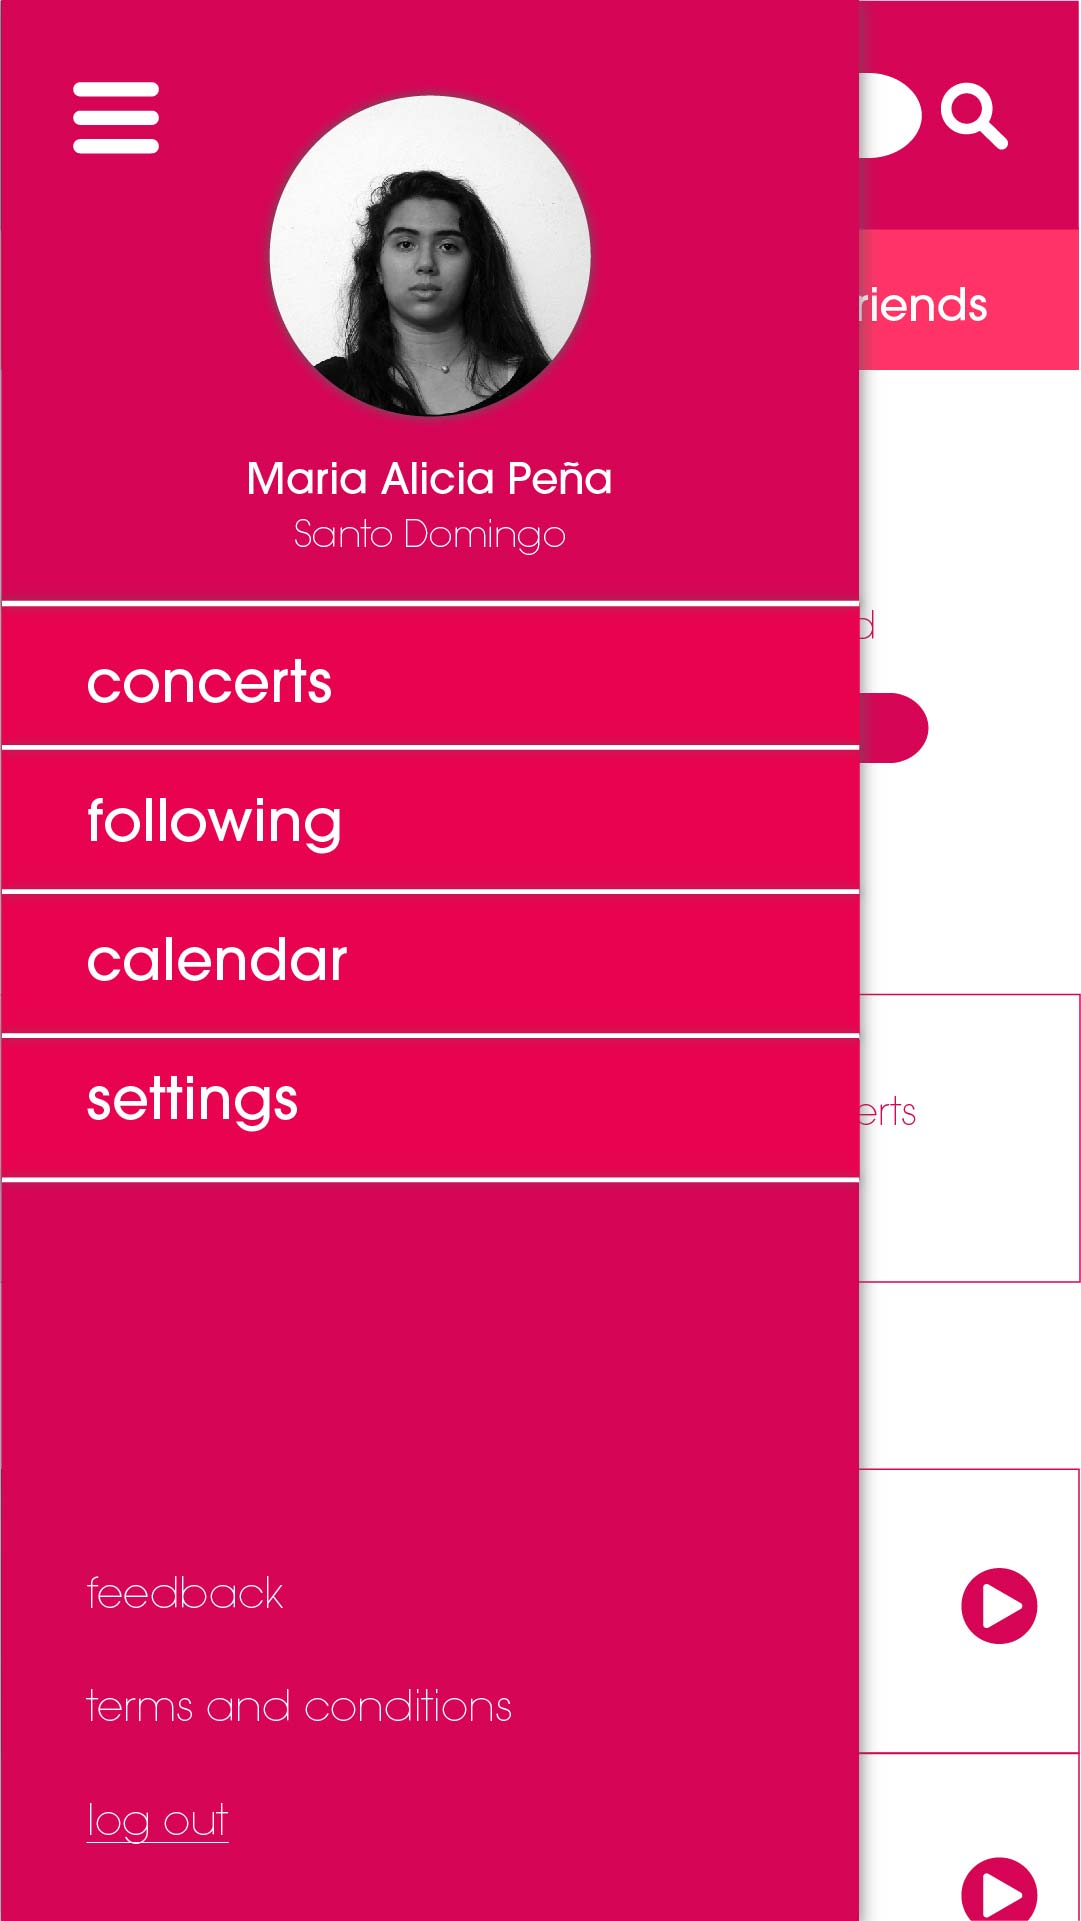 Maria Alicia Peña
Santo Domingo
concerts
following
calendar
settings
feedback
terms and conditions
log out
riends
d
erts